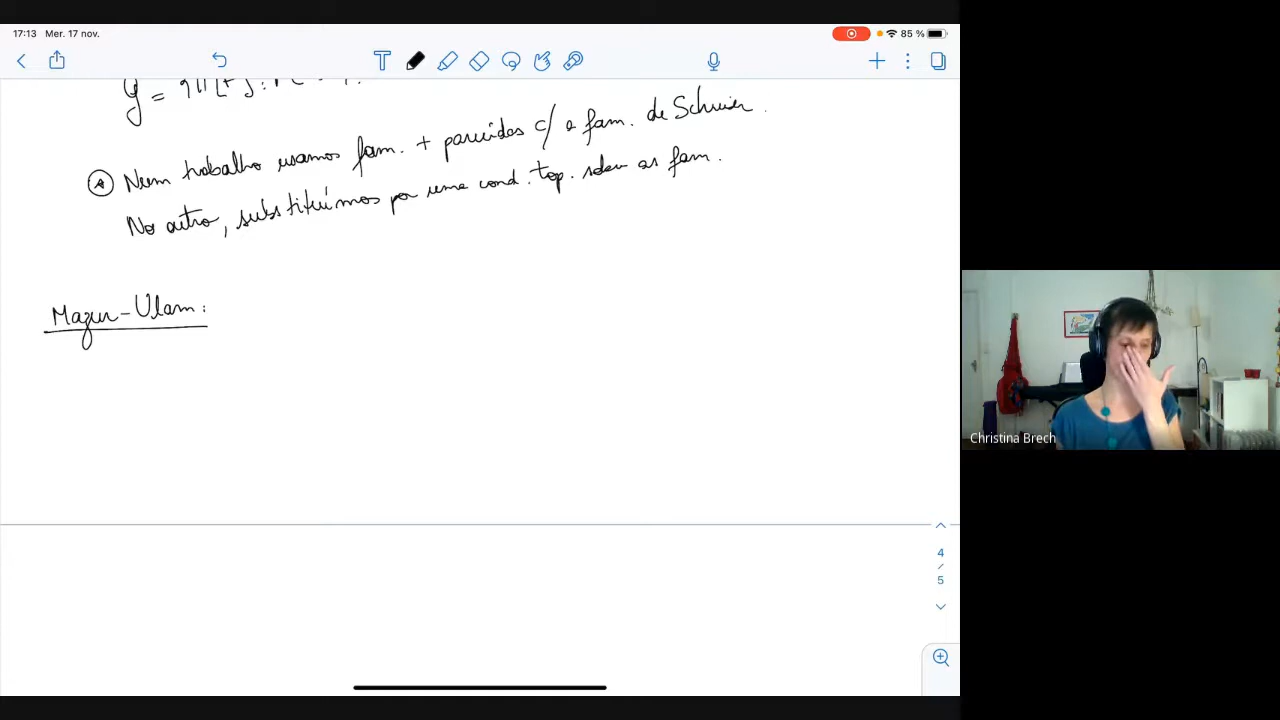 17:13 Mer. 17 nov.
85 %
Y =
* Num trabalho usamos fam. + parecidas c/ a fam. de Schreier.
No outro, substituímos por uma cond. top. sobre as fam.
Mazur-Ulam:
4
/
5
Christina Brech